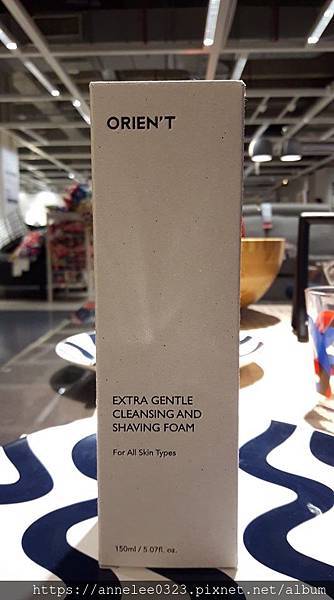 ORIEN'T
EXTRA GENTLE
CLEANSING AND
SHAVING FOAM
For All Skin Types
150ml / 5.07fl. oz.
https://annelee0323.pixnet.net/album